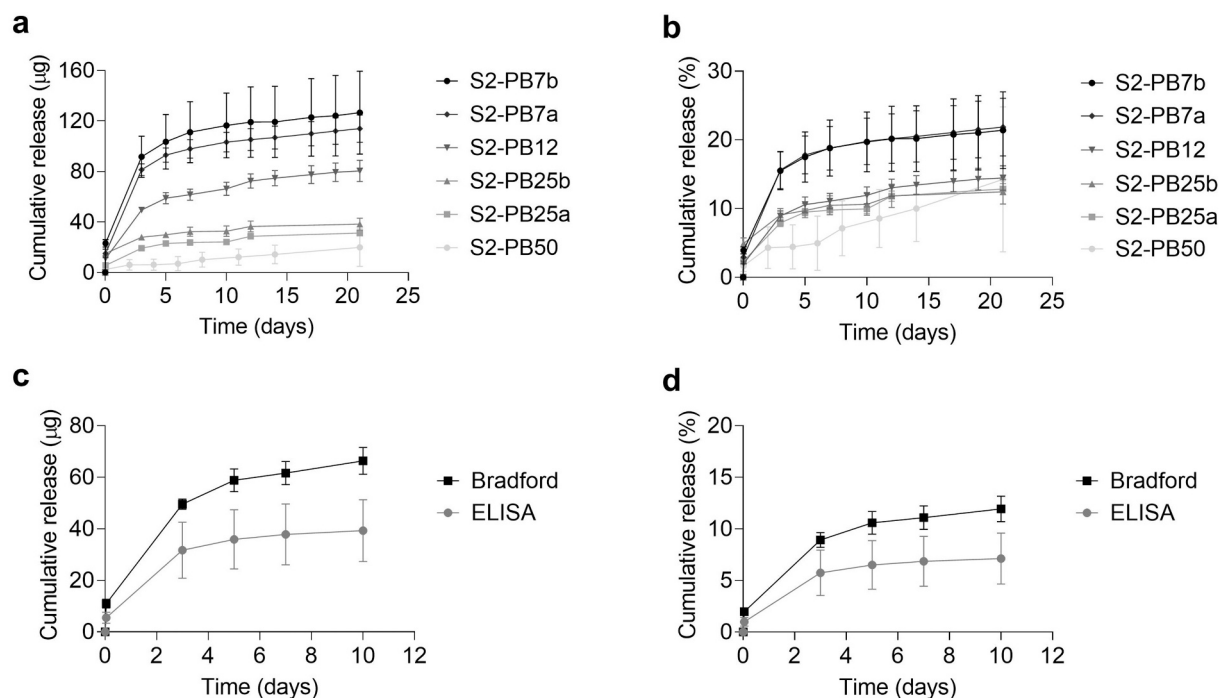 a
Cumulative release (μg)
160
120
80
40
0
0 5 10 15 20 25
Time (days)
S2-PB7b
S2-PB7a
S2-PB12
S2-PB25b
S2-PB25a
S2-PB50
b
Cumulative release (%)
30
20
10
0
0 5 10 15 20 25
Time (days)
S2-PB7b
S2-PB7a
S2-PB12
S2-PB25b
S2-PB25a
S2-PB50
c
Cumulative release (μg)
80
60
40
20
0
0 2 4 6 8 10 12
Time (days)
Bradford
ELISA
d
Cumulative release (%)
20
15
10
5
0
0 2 4 6 8 10 12
Time (days)
Bradford
ELISA